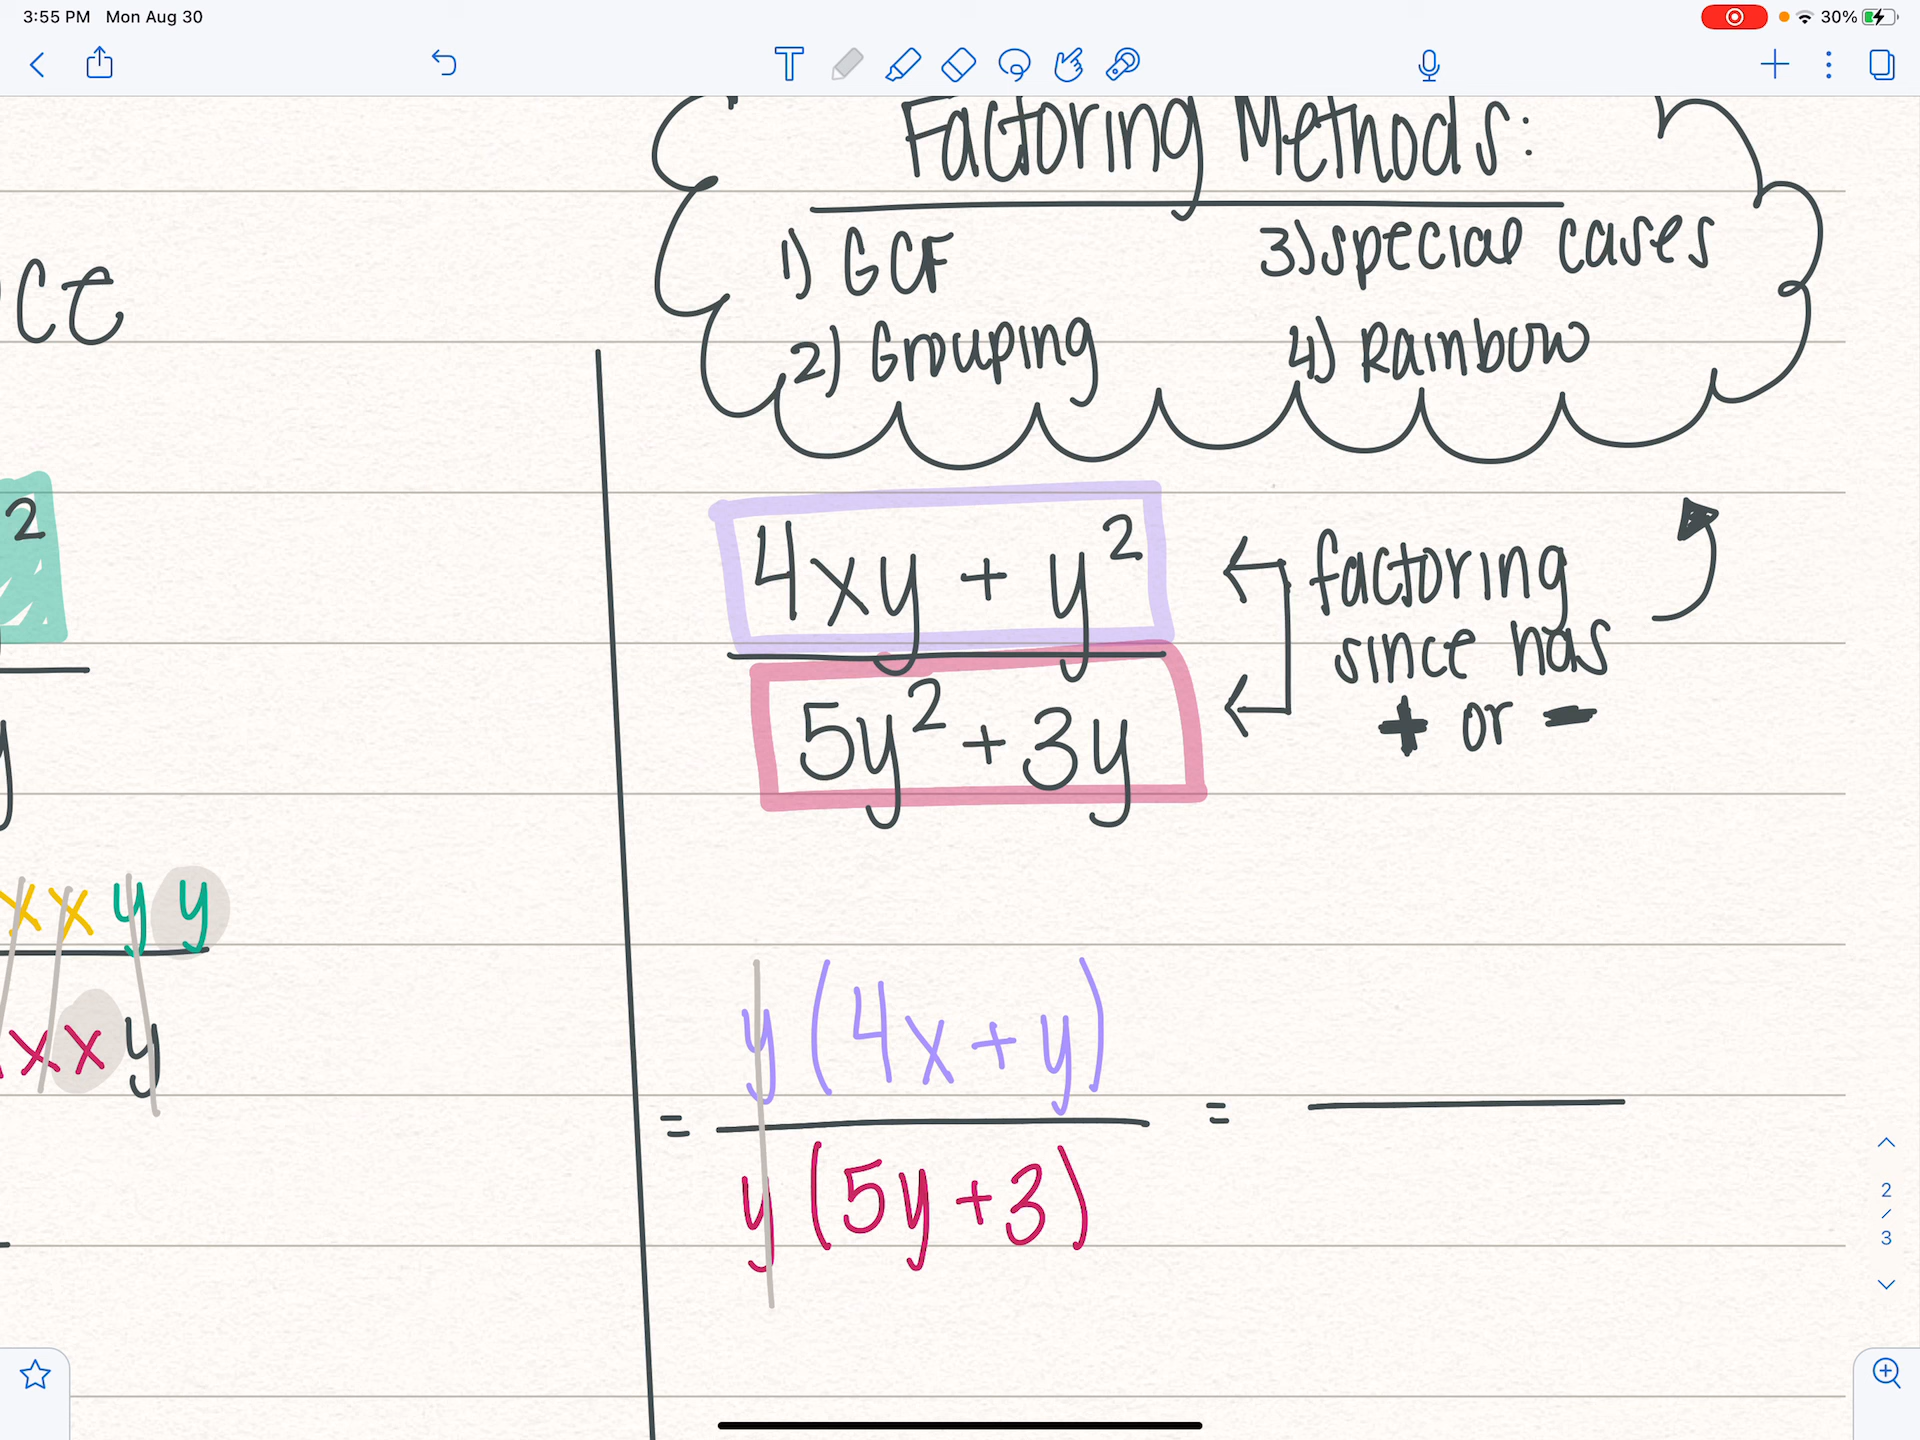 3:55 PM Mon Aug 30
30%
T
Factoring Methods:
1) GCF 3) special cases
2) Grouping 4) Rainbow
2
4xy + y²
5y² + 3y
factoring
since has
+ or -
y
x x y y
x x y
= y(4x+y) =
y(5y+3)
2
/
3